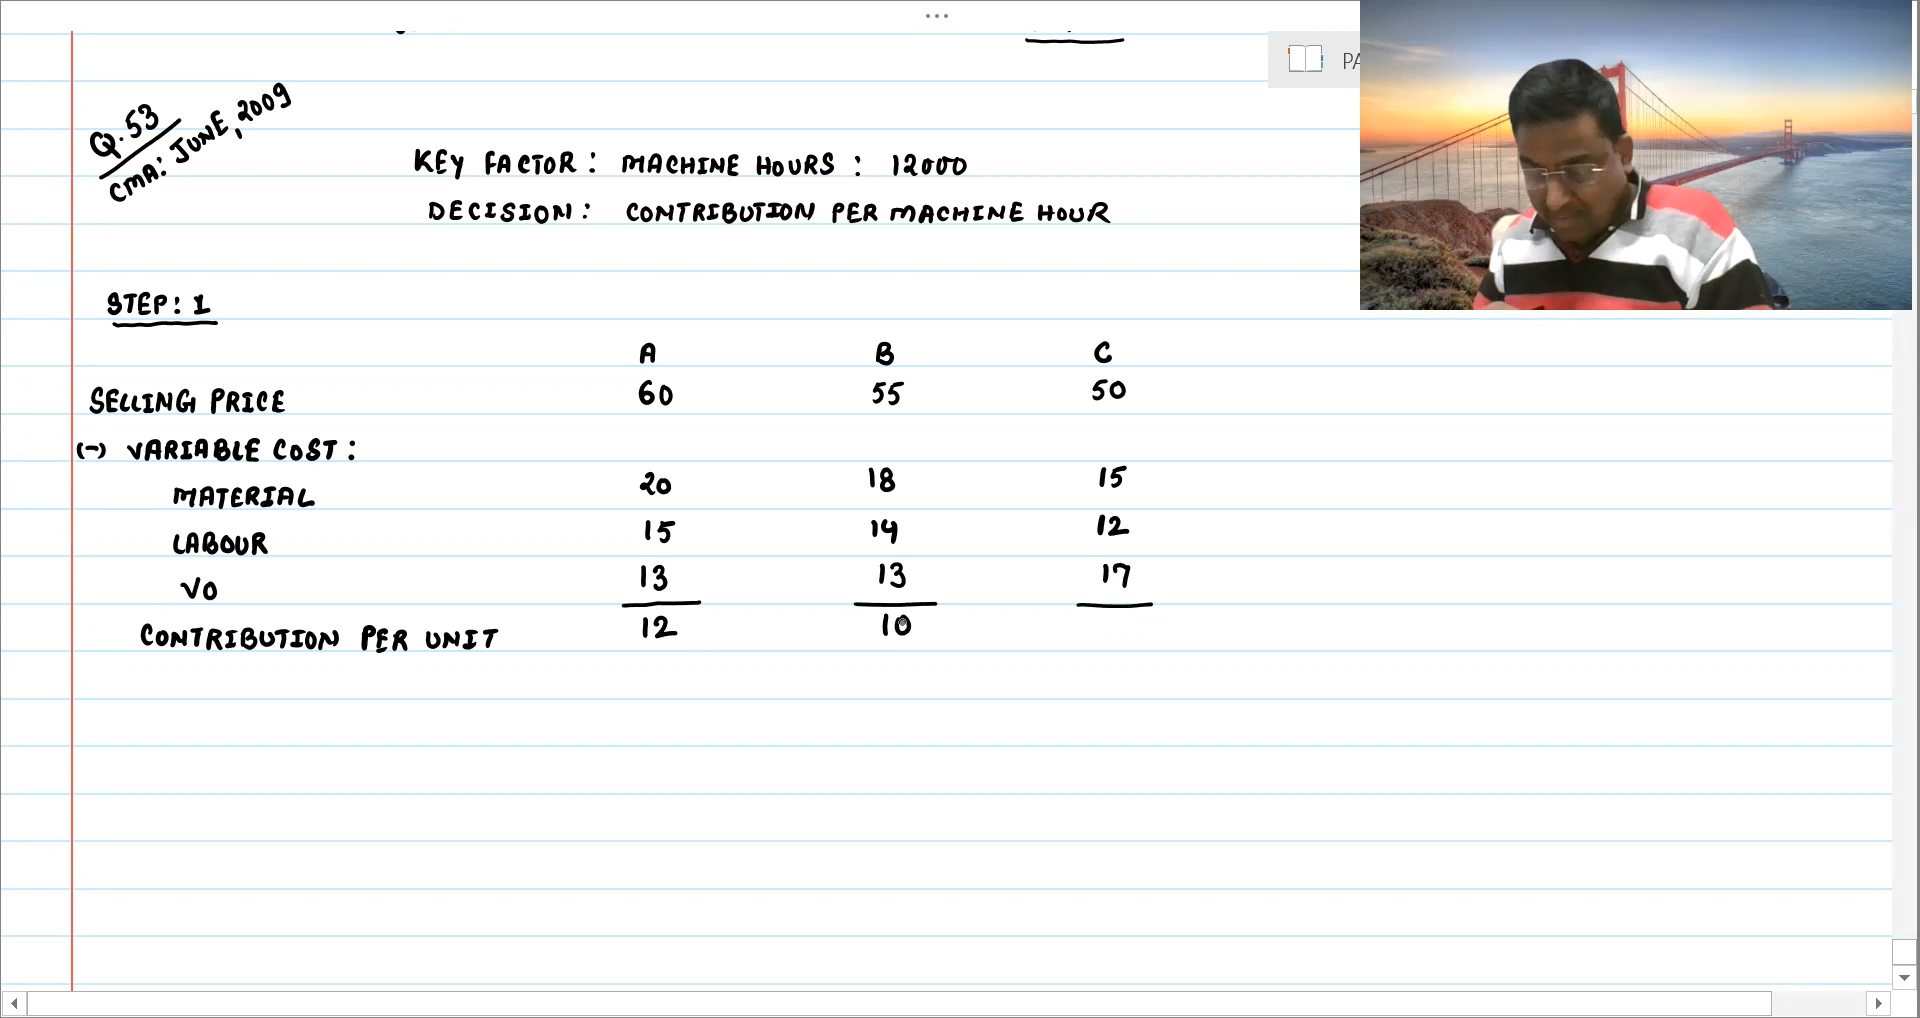 Q.53
CMA: JUNE, 2009
PA
KEY FACTOR: MACHINE HOURS: 12000
DECISION: CONTRIBUTION PER MACHINE HOUR
STEP: 1
A B C
SELLING PRICE 60 55 50
(-) VARIABLE COST:
MATERIAL 20 18 15
LABOUR 15 14 12
VO 13 13 17
CONTRIBUTION PER UNIT 12 10